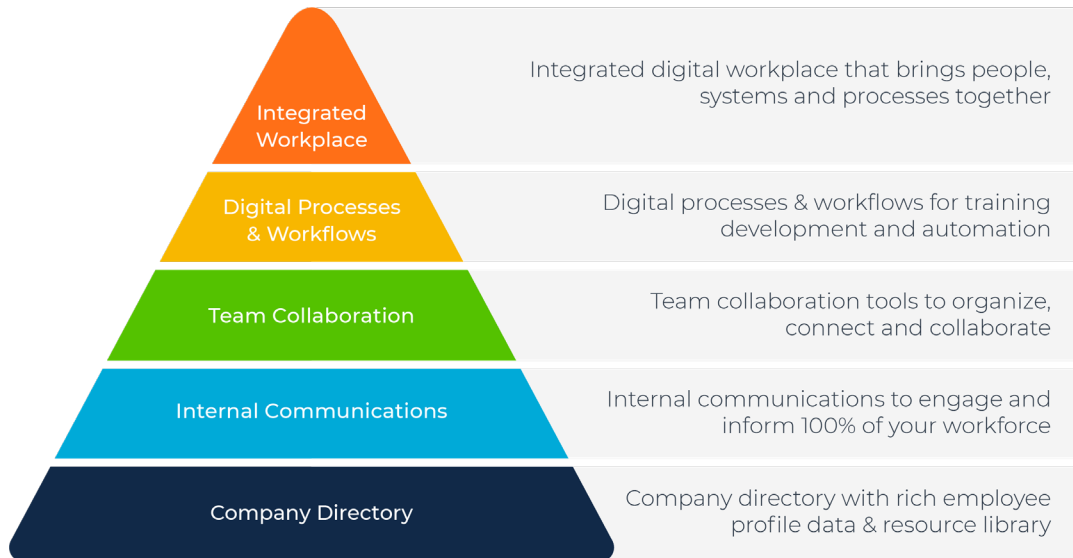 Integrated
Workplace
Integrated digital workplace that brings people,
systems and processes together
Digital Processes
& Workflows
Digital processes & workflows for training
development and automation
Team Collaboration
Team collaboration tools to organize,
connect and collaborate
Internal Communications
Internal communications to engage and
inform 100% of your workforce
Company Directory
Company directory with rich employee
profile data & resource library